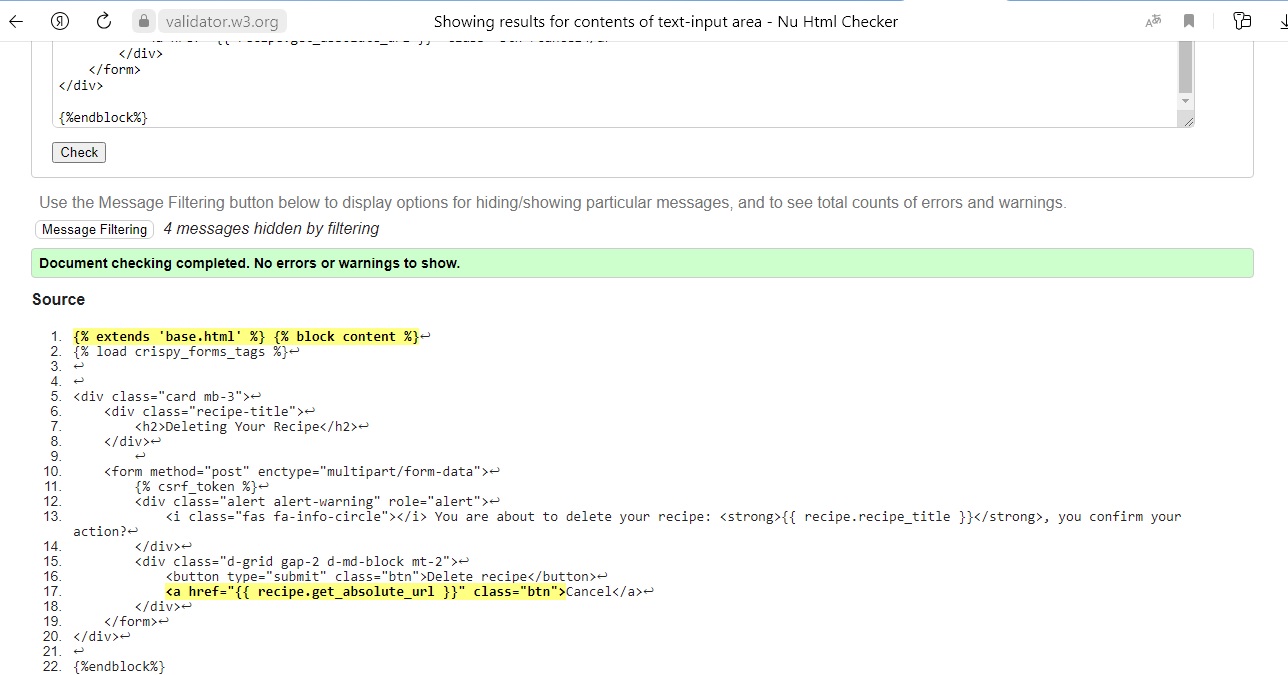 validator.w3.org
Showing results for contents of text-input area - Nu Html Checker
</div>
</form>
</div>
{%endblock%}
Check
Use the Message Filtering button below to display options for hiding/showing particular messages, and to see total counts of errors and warnings.
Message Filtering 4 messages hidden by filtering
Document checking completed. No errors or warnings to show.
Source
1. {% extends 'base.html' %} {% block content %}↩
2. {% load crispy_forms_tags %}↩
3. ↩
4. ↩
5. <div class="card mb-3">↩
6. <div class="recipe-title">↩
7. <h2>Deleting Your Recipe</h2>↩
8. </div>↩
9. ↩
10. <form method="post" enctype="multipart/form-data">↩
11. {% csrf_token %}↩
12. <div class="alert alert-warning" role="alert">↩
13. <i class="fas fa-info-circle"></i> You are about to delete your recipe: <strong>{{ recipe.recipe_title }}</strong>, you confirm your
action?↩
14. </div>↩
15. <div class="d-grid gap-2 d-md-block mt-2">↩
16. <button type="submit" class="btn">Delete recipe</button>↩
17. <a href="{{ recipe.get_absolute_url }}" class="btn">Cancel</a>↩
18. </div>↩
19. </form>↩
20. </div>↩
21. ↩
22. {%endblock%}